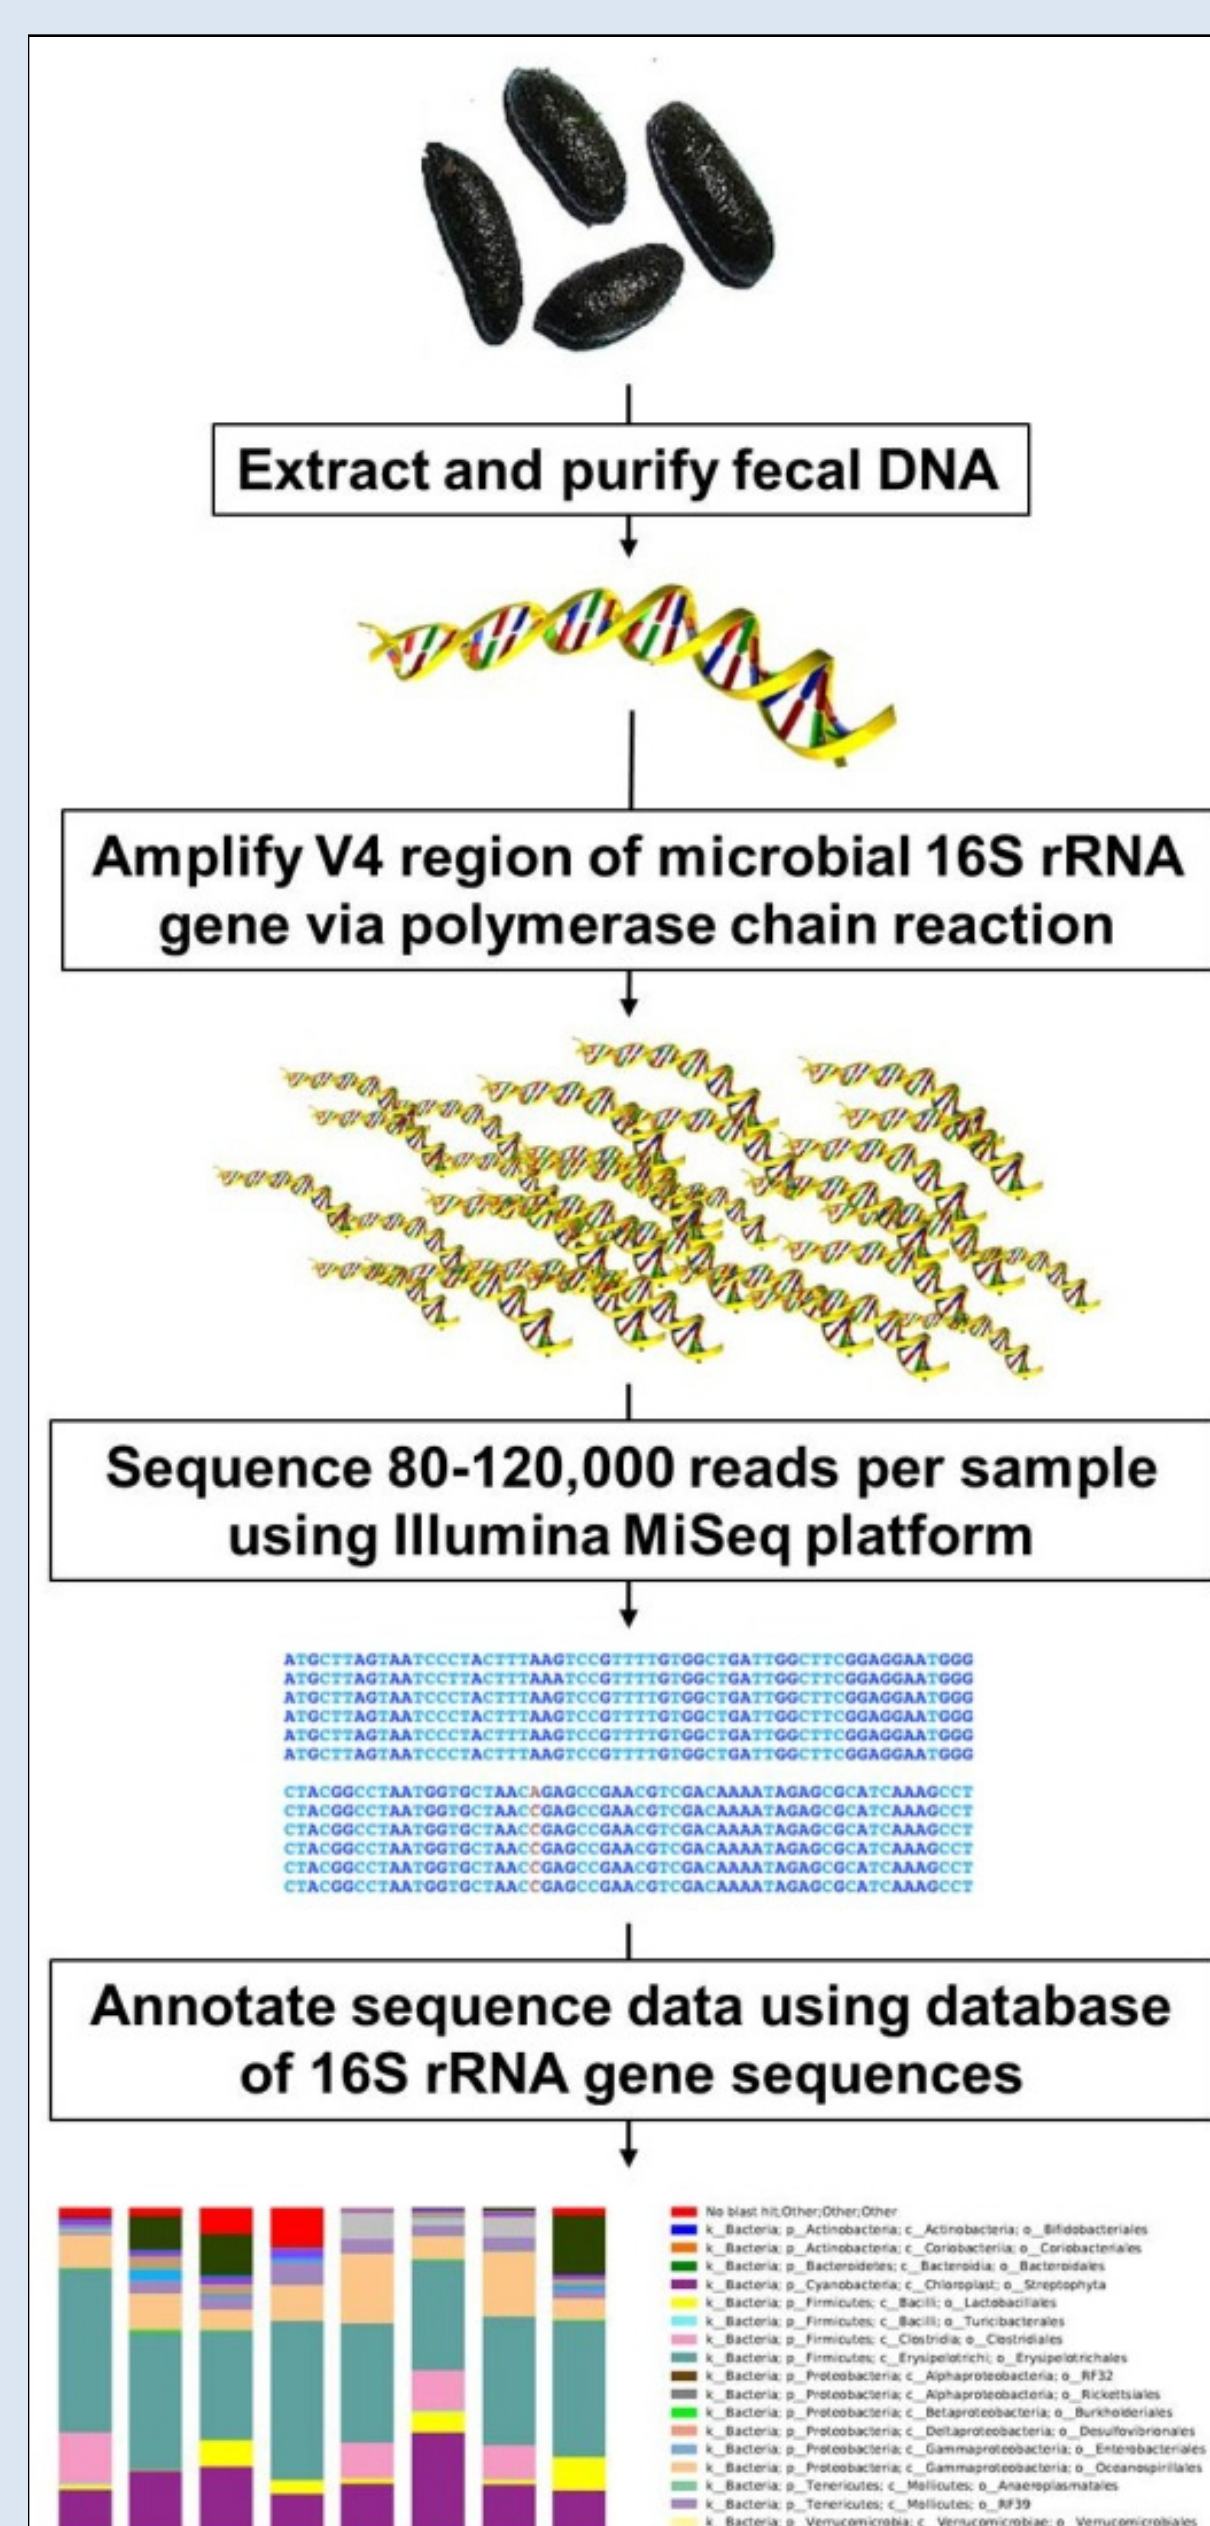 Extract and purify fecal DNA
Amplify V4 region of microbial 16S rRNA
gene via polymerase chain reaction
Sequence 80-120,000 reads per sample
using Illumina MiSeq platform
ATGCTTAGTAATCCCTACTTTAAGTCCGTTTTGTGGCTGATTGGCTTCGGAGGAATGGG
ATGCTTAGTAATCCTTACTTTAAATCCGTTTTGTGGCTGATTGGCTTCGGAGGAATGGG
ATGCTTAGTAATCCCTACTTTAAGTCCGTTTTGTGGCTGATTGGCTTCGGAGGAATGGG
ATGCTTAGTAATCCCTACTTTAAGTCCGTTTTGTGGCTGATTGGCTTCGGAGGAATGGG
ATGCTTAGTAATCCCTACTTTAAGTCCGTTTTGTGGCTGATTGGCTTCGGAGGAATGGG
ATGCTTAGTAATCCCTACTTTAAGTCCGTTTTGTGGCTGATTGGCTTCGGAGGAATGGG
CTACGGCCTAATGGTGCTAACAGAGCCGAACGTCGACAAAATAGAGCGCATCAAAGCCT
CTACGGCCTAATGGTGCTAACCGAGCCGAACGTCGACAAAATAGAGCGCATCAAAGCCT
CTACGGCCTAATGGTGCTAACCGAGCCGAACGTCGACAAAATAGAGCGCATCAAAGCCT
CTACGGCCTAATGGTGCTAACCGAGCCGAACGTCGACAAAATAGAGCGCATCAAAGCCT
CTACGGCCTAATGGTGCTAACCGAGCCGAACGTCGACAAAATAGAGCGCATCAAAGCCT
CTACGGCCTAATGGTGCTAACCGAGCCGAACGTCGACAAAATAGAGCGCATCAAAGCCT
Annotate sequence data using database
of 16S rRNA gene sequences
No blast hit;Other;Other;Other
k__Bacteria; p__Actinobacteria; c__Actinobacteria; o__Bifidobacteriales
k__Bacteria; p__Actinobacteria; c__Coriobacteriia; o__Coriobacteriales
k__Bacteria; p__Bacteroidetes; c__Bacteroidia; o__Bacteroidales
k__Bacteria; p__Cyanobacteria; c__Chloroplast; o__Streptophyta
k__Bacteria; p__Firmicutes; c__Bacilli; o__Lactobacillales
k__Bacteria; p__Firmicutes; c__Bacilli; o__Turicibacterales
k__Bacteria; p__Firmicutes; c__Clostridia; o__Clostridiales
k__Bacteria; p__Firmicutes; c__Erysipelotrichi; o__Erysipelotrichales
k__Bacteria; p__Proteobacteria; c__Alphaproteobacteria; o__RF32
k__Bacteria; p__Proteobacteria; c__Alphaproteobacteria; o__Rickettsiales
k__Bacteria; p__Proteobacteria; c__Betaproteobacteria; o__Burkholderiales
k__Bacteria; p__Proteobacteria; c__Deltaproteobacteria; o__Desulfovibrionales
k__Bacteria; p__Proteobacteria; c__Gammaproteobacteria; o__Enterobacteriales
k__Bacteria; p__Proteobacteria; c__Gammaproteobacteria; o__Oceanospirillales
k__Bacteria; p__Tenericutes; c__Mollicutes; o__Anaeroplasmatales
k__Bacteria; p__Tenericutes; c__Mollicutes; o__RF39
k__Bacteria; p__Verrucomicrobia; c__Verrucomicrobiae; o__Verrucomicrobiales